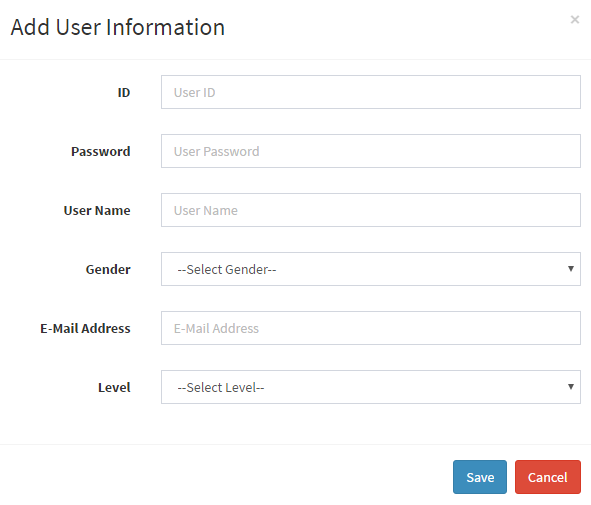 Add User Information
×
ID
User ID
Password
User Password
User Name
User Name
Gender
--Select Gender--
E-Mail Address
E-Mail Address
Level
--Select Level--
Save
Cancel